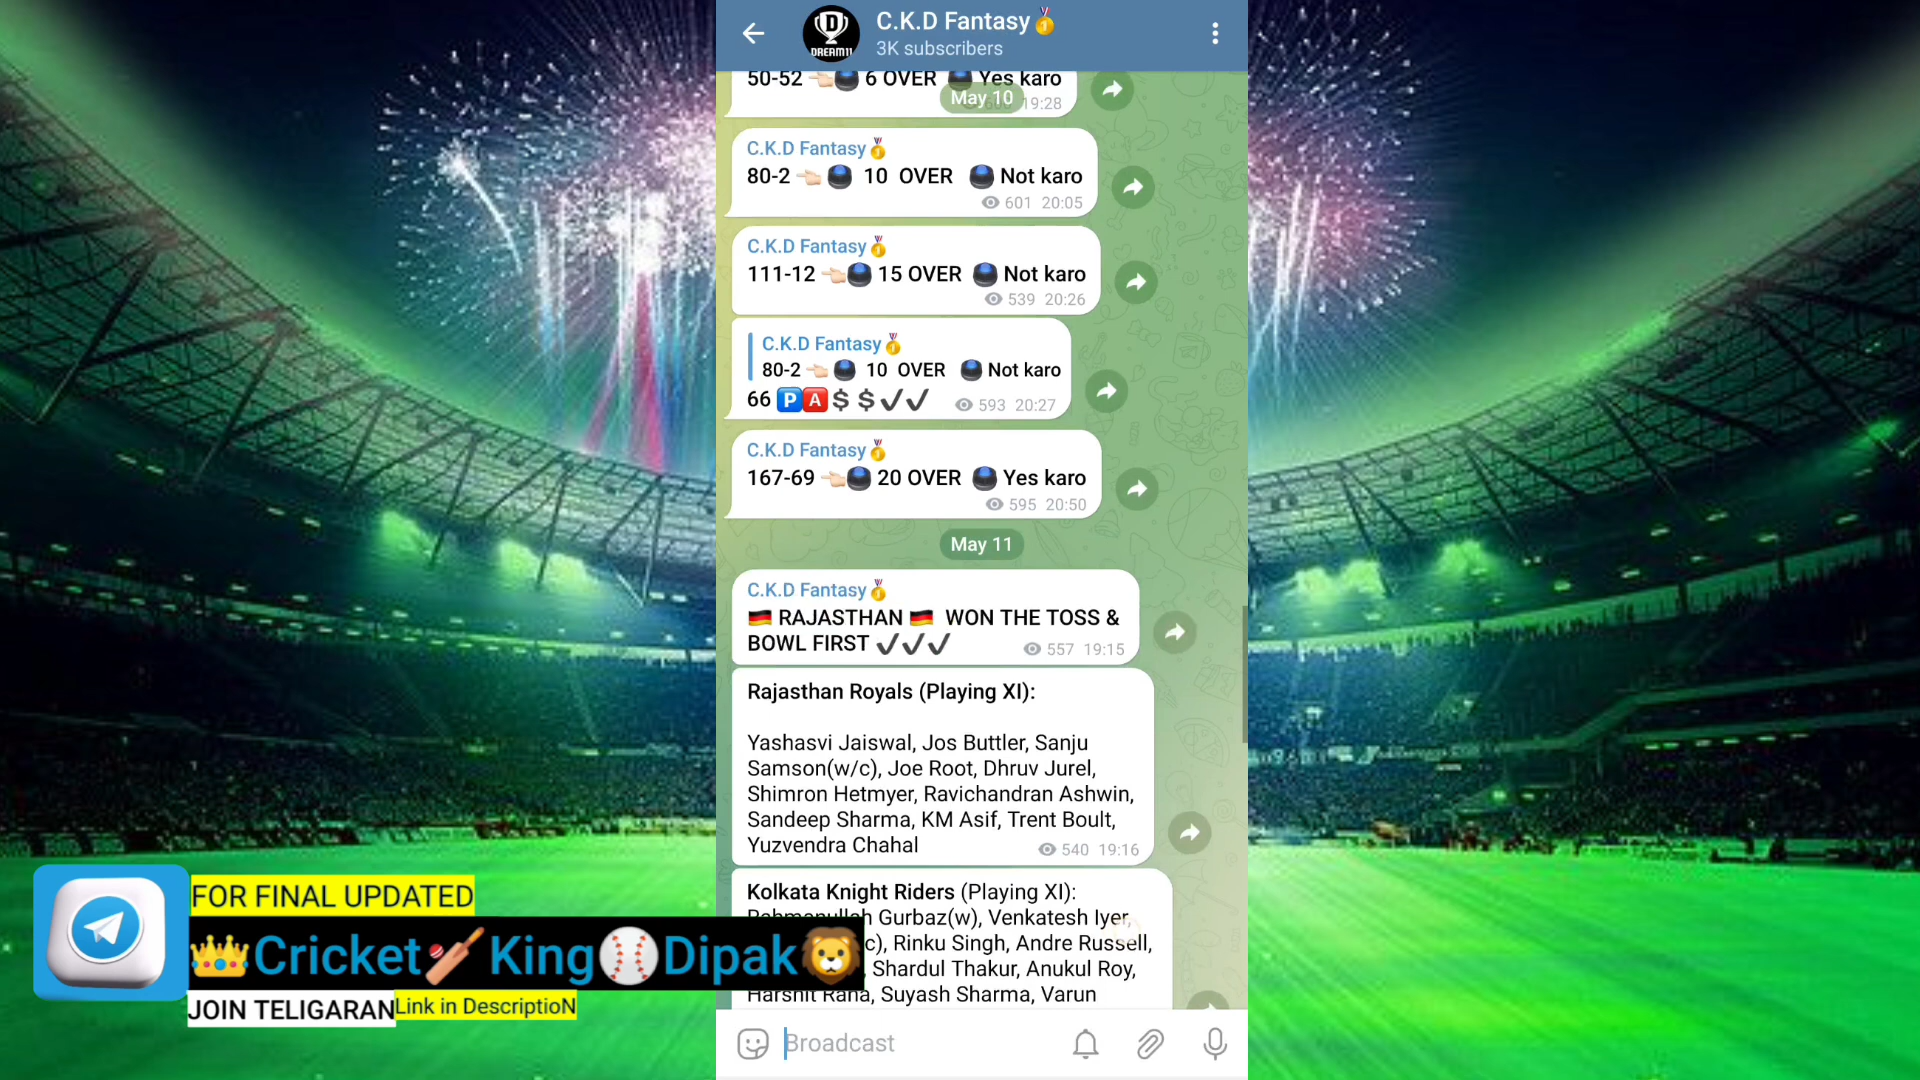 C.K.D Fantasy🥇
3K subscribers
DREAM11
50-52 👈🏻 6 OVER Yes karo
May 10
19:28
C.K.D Fantasy🥇
80-2 👈🏻 10 OVER Not karo
601 20:05
C.K.D Fantasy🥇
111-12 👈🏻 15 OVER Not karo
539 20:26
C.K.D Fantasy🥇
80-2 👈🏻 10 OVER Not karo
66 🅿️🅰️$ $✔️✔️
593 20:27
C.K.D Fantasy🥇
167-69 👈🏻 20 OVER Yes karo
595 20:50
May 11
C.K.D Fantasy🥇
🇩🇪 RAJASTHAN 🇩🇪 WON THE TOSS &
BOWL FIRST ✔️✔️✔️
557 19:15
Rajasthan Royals (Playing XI):
Yashasvi Jaiswal, Jos Buttler, Sanju
Samson(w/c), Joe Root, Dhruv Jurel,
Shimron Hetmyer, Ravichandran Ashwin,
Sandeep Sharma, KM Asif, Trent Boult,
Yuzvendra Chahal
540 19:16
Kolkata Knight Riders (Playing XI):
Rahmanullah Gurbaz(w), Venkatesh Iyer,
c), Rinku Singh, Andre Russell,
Shardul Thakur, Anukul Roy,
Harshit Rana, Suyash Sharma, Varun
Broadcast
FOR FINAL UPDATED
👑Cricket🏏King⚾Dipak🦁
JOIN TELIGARAN
Link in DescriptioN